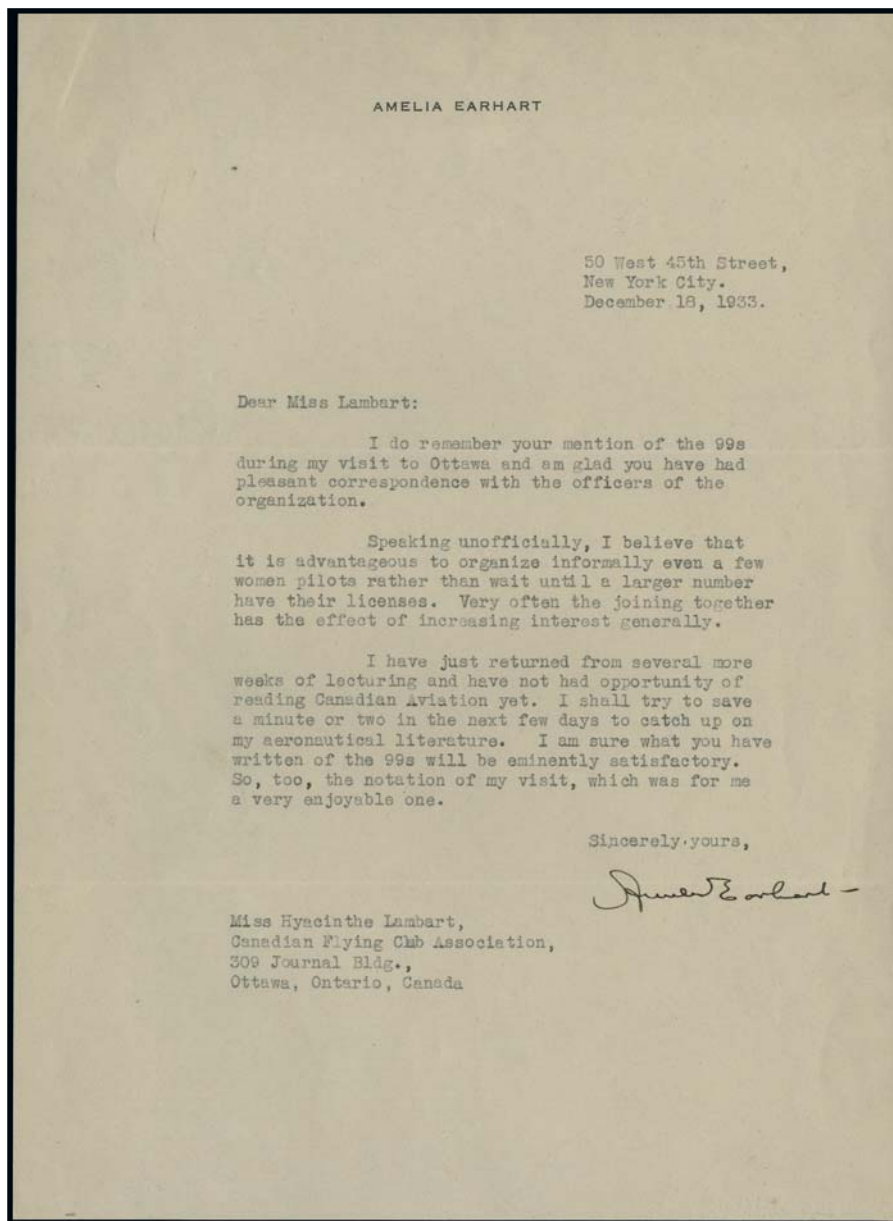 AMELIA EARHART
50 West 45th Street,
New York City.
December 18, 1933.
Dear Miss Lambart:
I do remember your mention of the 99s
during my visit to Ottawa and am glad you have had
pleasant correspondence with the officers of the
organization.
Speaking unofficially, I believe that
it is advantageous to organize informally even a few
women pilots rather than wait until a larger number
have their licenses. Very often the joining together
has the effect of increasing interest generally.
I have just returned from several more
weeks of lecturing and have not had opportunity of
reading Canadian Aviation yet. I shall try to save
a minute or two in the next few days to catch up on
my aeronautical literature. I am sure what you have
written of the 99s will be eminently satisfactory.
So, too, the notation of my visit, which was for me
a very enjoyable one.
Sincerely yours,
Amelia Earhart -
Miss Hyacinthe Lambart,
Canadian Flying Club Association,
309 Journal Bldg.,
Ottawa, Ontario, Canada